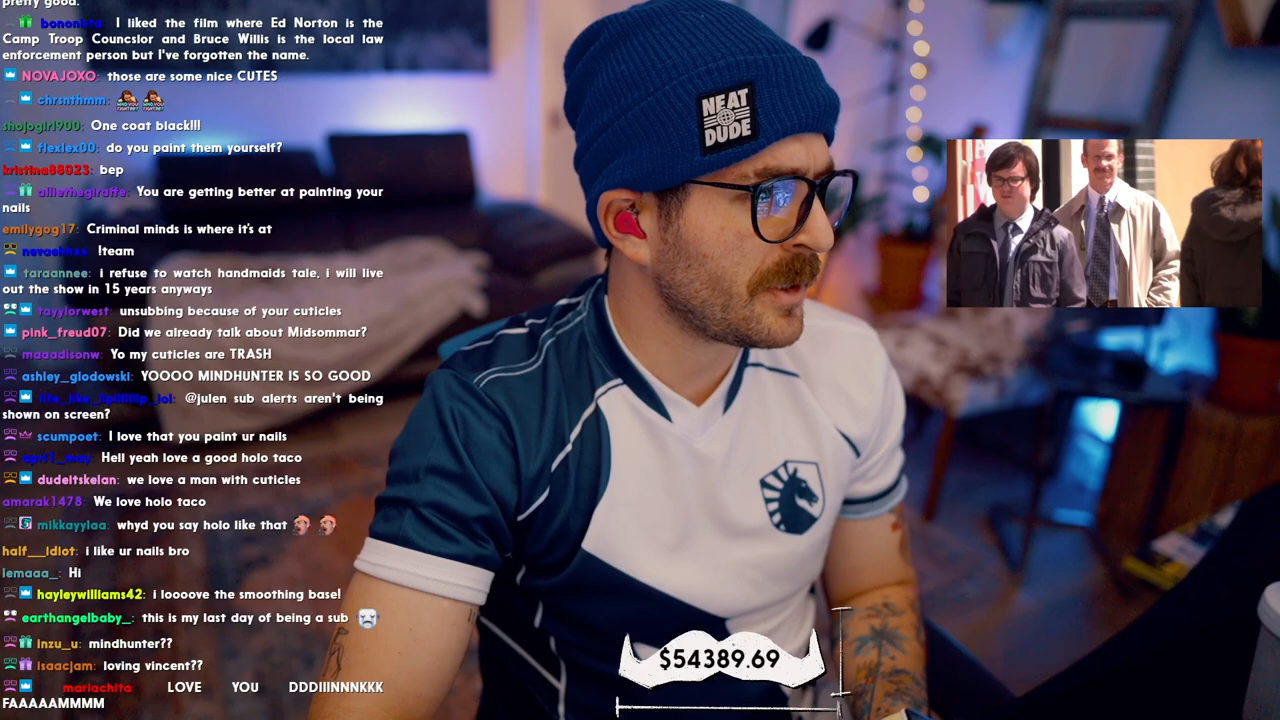 pretty good.
bononista: I liked the film where Ed Norton is the
Camp Troop Councslor and Bruce Willis is the local law
enforcement person but I've forgotten the name.
NOVAJOXO: those are some nice CUTES
chrsnthmm:
shojogirl900: One coat black!!!
flexlex00: do you paint them yourself?
kristina88023: bep
alliethegiraffe: You are getting better at painting your
nails
emilygog17: Criminal minds is where it's at
!team
taraannee: i refuse to watch handmaids tale, i will live
out the show in 15 years anyways
tayylorwest: unsubbing because of your cuticles
pink_freud07: Did we already talk about Midsommar?
maaadisonw: Yo my cuticles are TRASH
ashley_glodowski: YOOOO MINDHUNTER IS SO GOOD
@julen sub alerts aren't being
shown on screen?
scumpoet: I love that you paint ur nails
Hell yeah love a good holo taco
dudeitskelan: we love a man with cuticles
amarak1478: We love holo taco
mikkayylaa: whyd you say holo like that
half__idiot: i like ur nails bro
lemaaa_: Hi
hayleywilliams42: i loooove the smoothing base!
earthangelbaby_: this is my last day of being a sub
inzu_u: mindhunter??
isaacjam: loving vincent??
mariachita: LOVE YOU DDDIIINNNKKK
FAAAAAMMMM
NEAT
DUDE
$54389.69